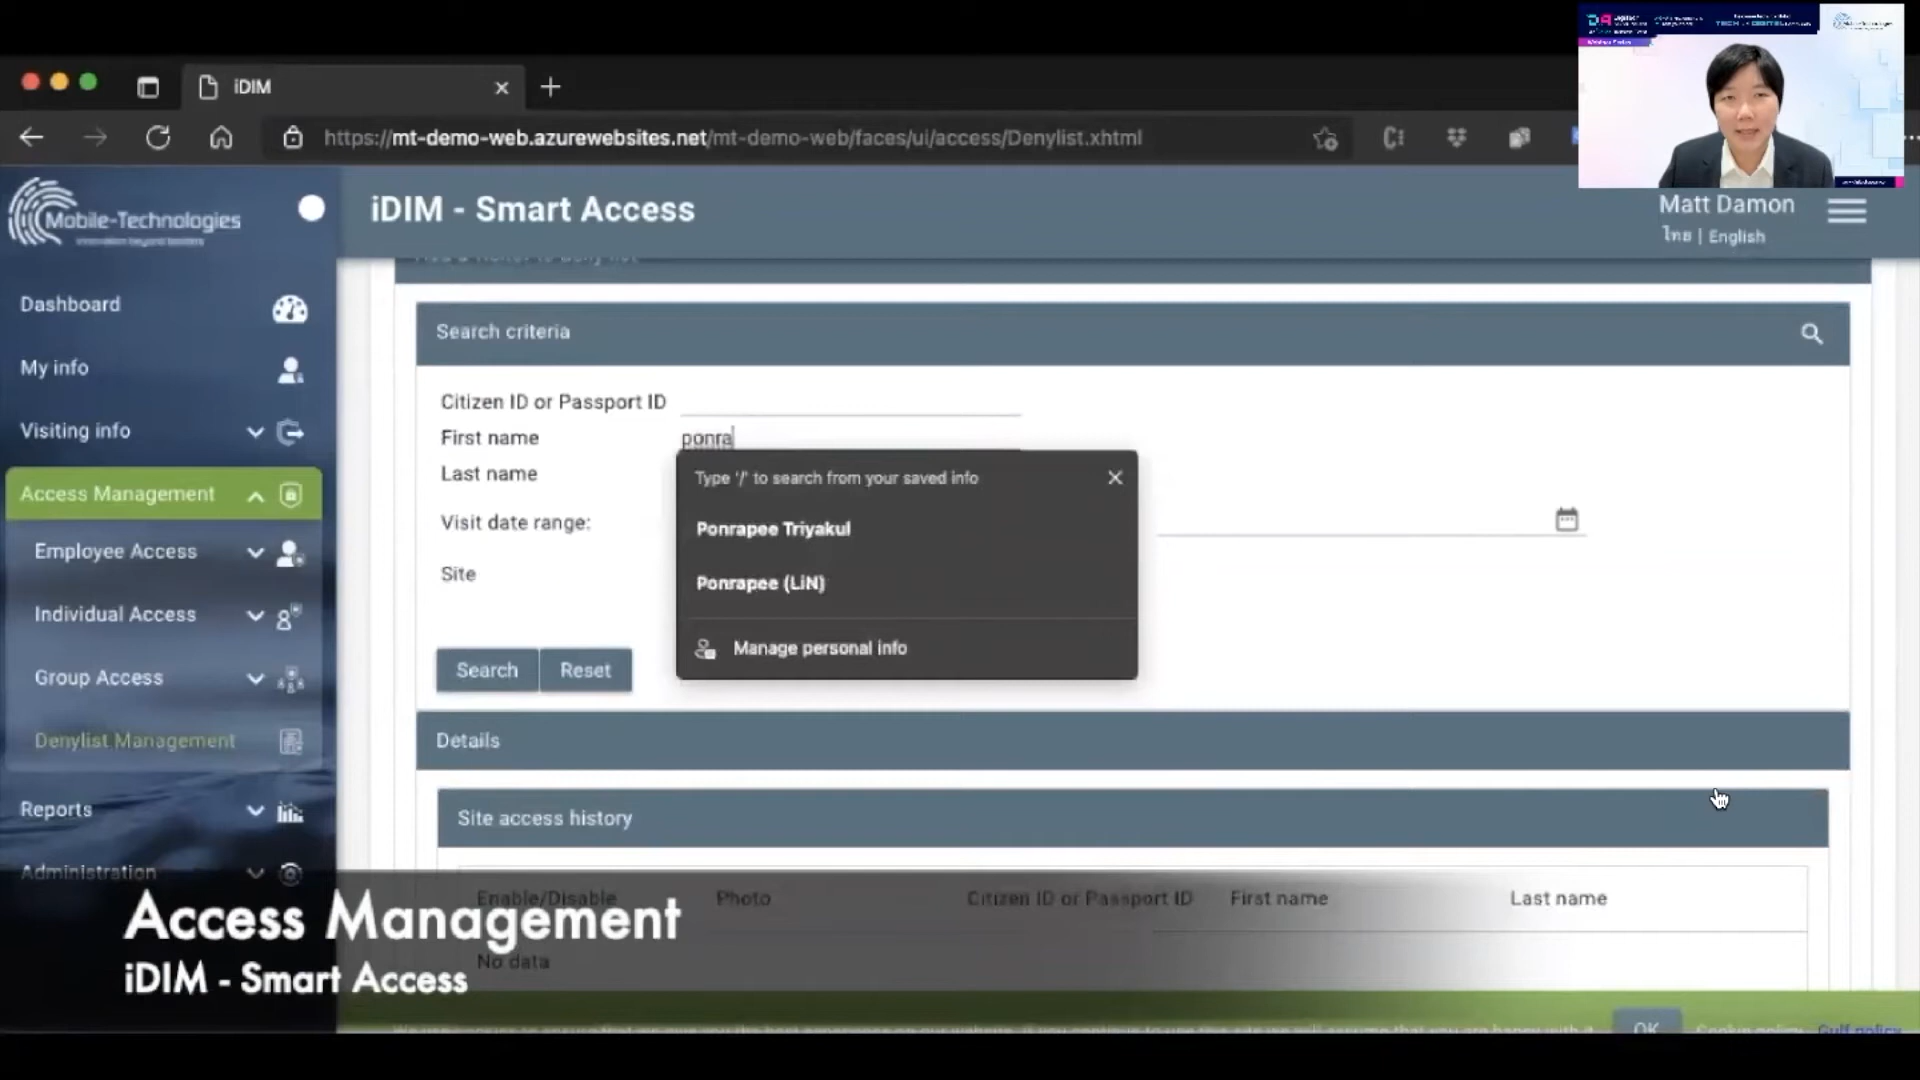 iDIM
https://mt-demo-web.azurewebsites.net/mt-demo-web/faces/ui/access/Denylist.xhtml
Mobile-Technologies
iDIM - Smart Access
Matt Damon
ไทย | English
Dashboard
My info
Visiting info
Access Management
Employee Access
Individual Access
Group Access
Denylist Management
Reports
Administration
Search criteria
Citizen ID or Passport ID
First name
ponra
Last name
Visit date range:
Site
Type '/' to search from your saved info
Ponrapee Triyakul
Ponrapee (LiN)
Manage personal info
Search
Reset
Details
Site access history
Enable/Disable
Photo
Citizen ID or Passport ID
First name
Last name
No data
Access Management
iDIM - Smart Access
OK
Cookie policy
Gulf policy